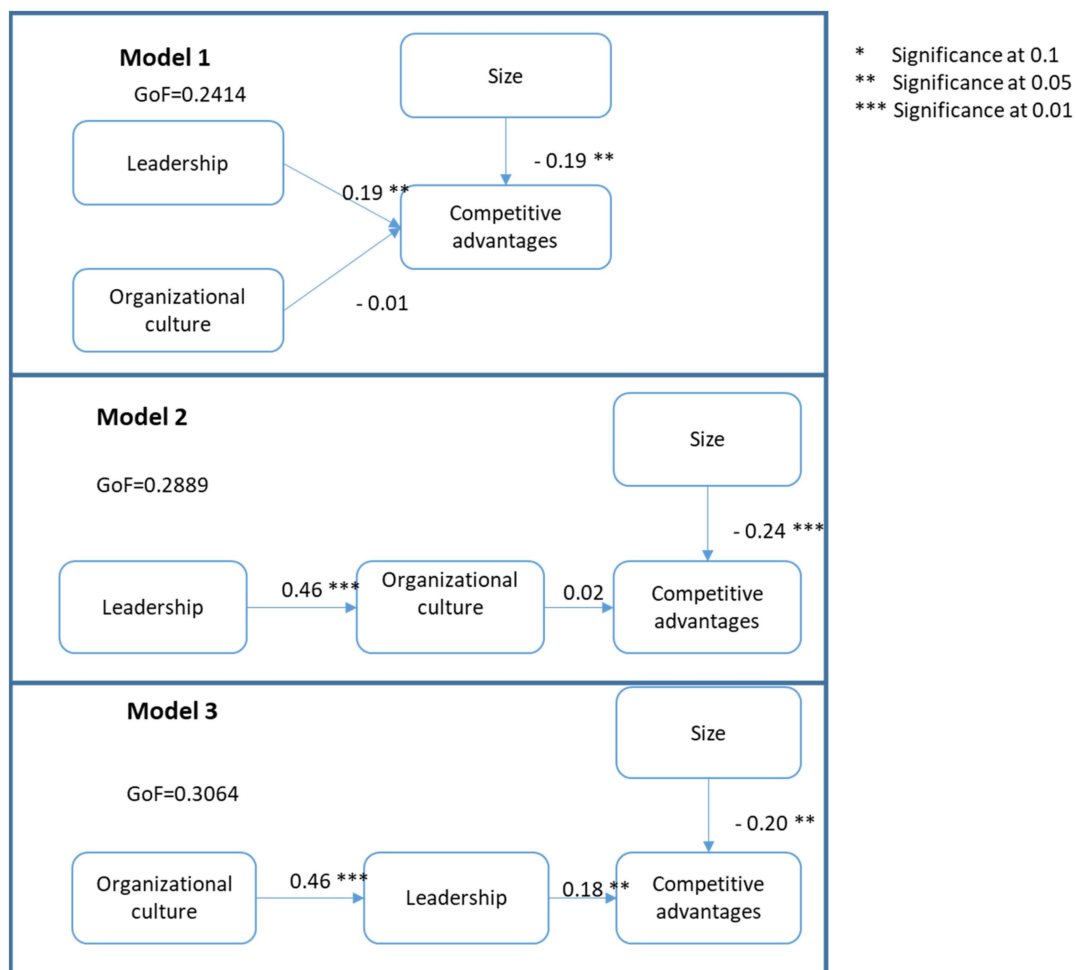 Model 1
GoF=0.2414
Size
* Significance at 0.1
** Significance at 0.05
*** Significance at 0.01
Leadership
- 0.19 **
0.19 **
Competitive
advantages
Organizational
culture
- 0.01
Model 2
GoF=0.2889
Size
- 0.24 ***
Leadership
0.46 ***
Organizational
culture
0.02
Competitive
advantages
Model 3
GoF=0.3064
Size
- 0.20 **
Organizational
culture
0.46 ***
Leadership
0.18 **
Competitive
advantages